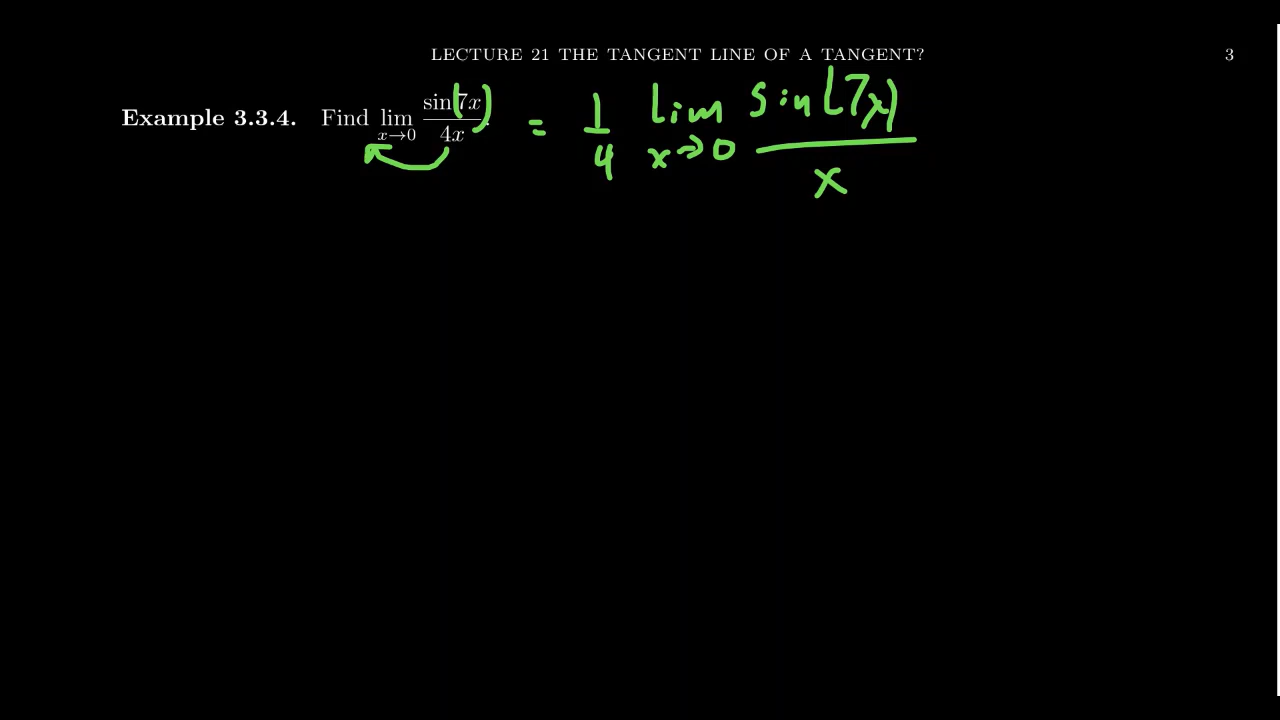 LECTURE 21 THE TANGENT LINE OF A TANGENT? 3
Example 3.3.4. Find lim_{x→0} sin(7x)/4x. = 1/4 lim_{x→0} sin(7x)/x